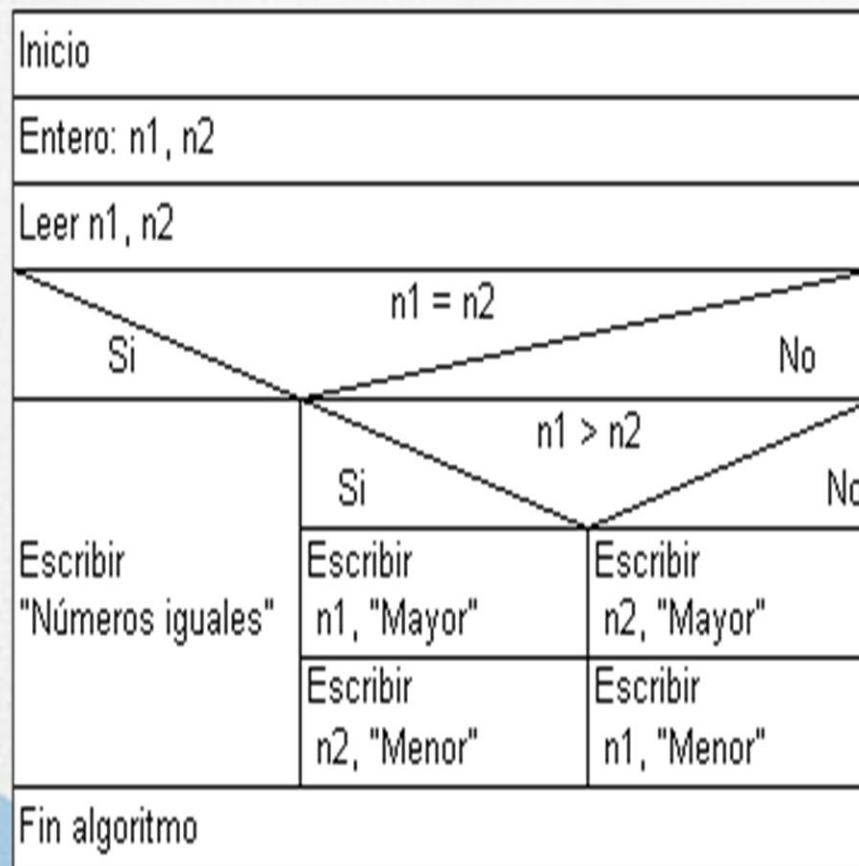 Inicio
Entero: n1, n2
Leer n1, n2
n1 = n2
Si
No
n1 > n2
Si
No
Escribir
"Números iguales"
Escribir
n1, "Mayor"
Escribir
n2, "Mayor"
Escribir
n2, "Menor"
Escribir
n1, "Menor"
Fin algoritmo